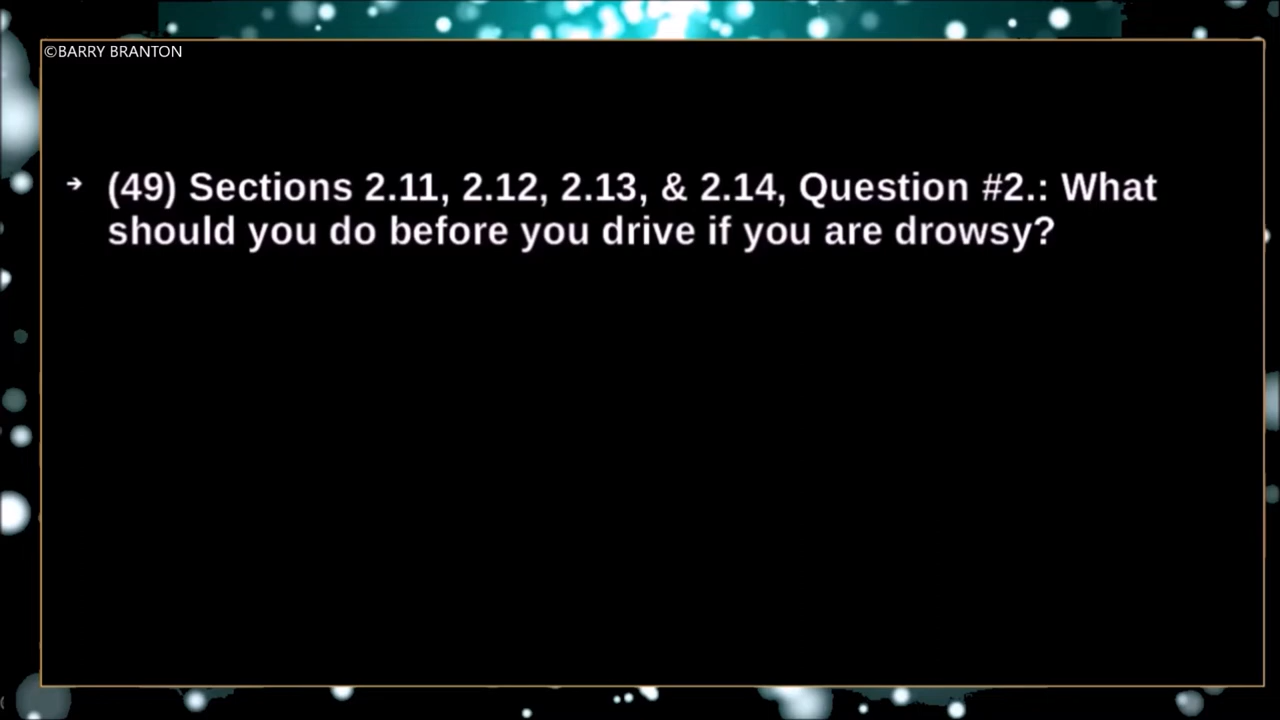 ©BARRY BRANTON
→ (49) Sections 2.11, 2.12, 2.13, & 2.14, Question #2.: What
should you do before you drive if you are drowsy?